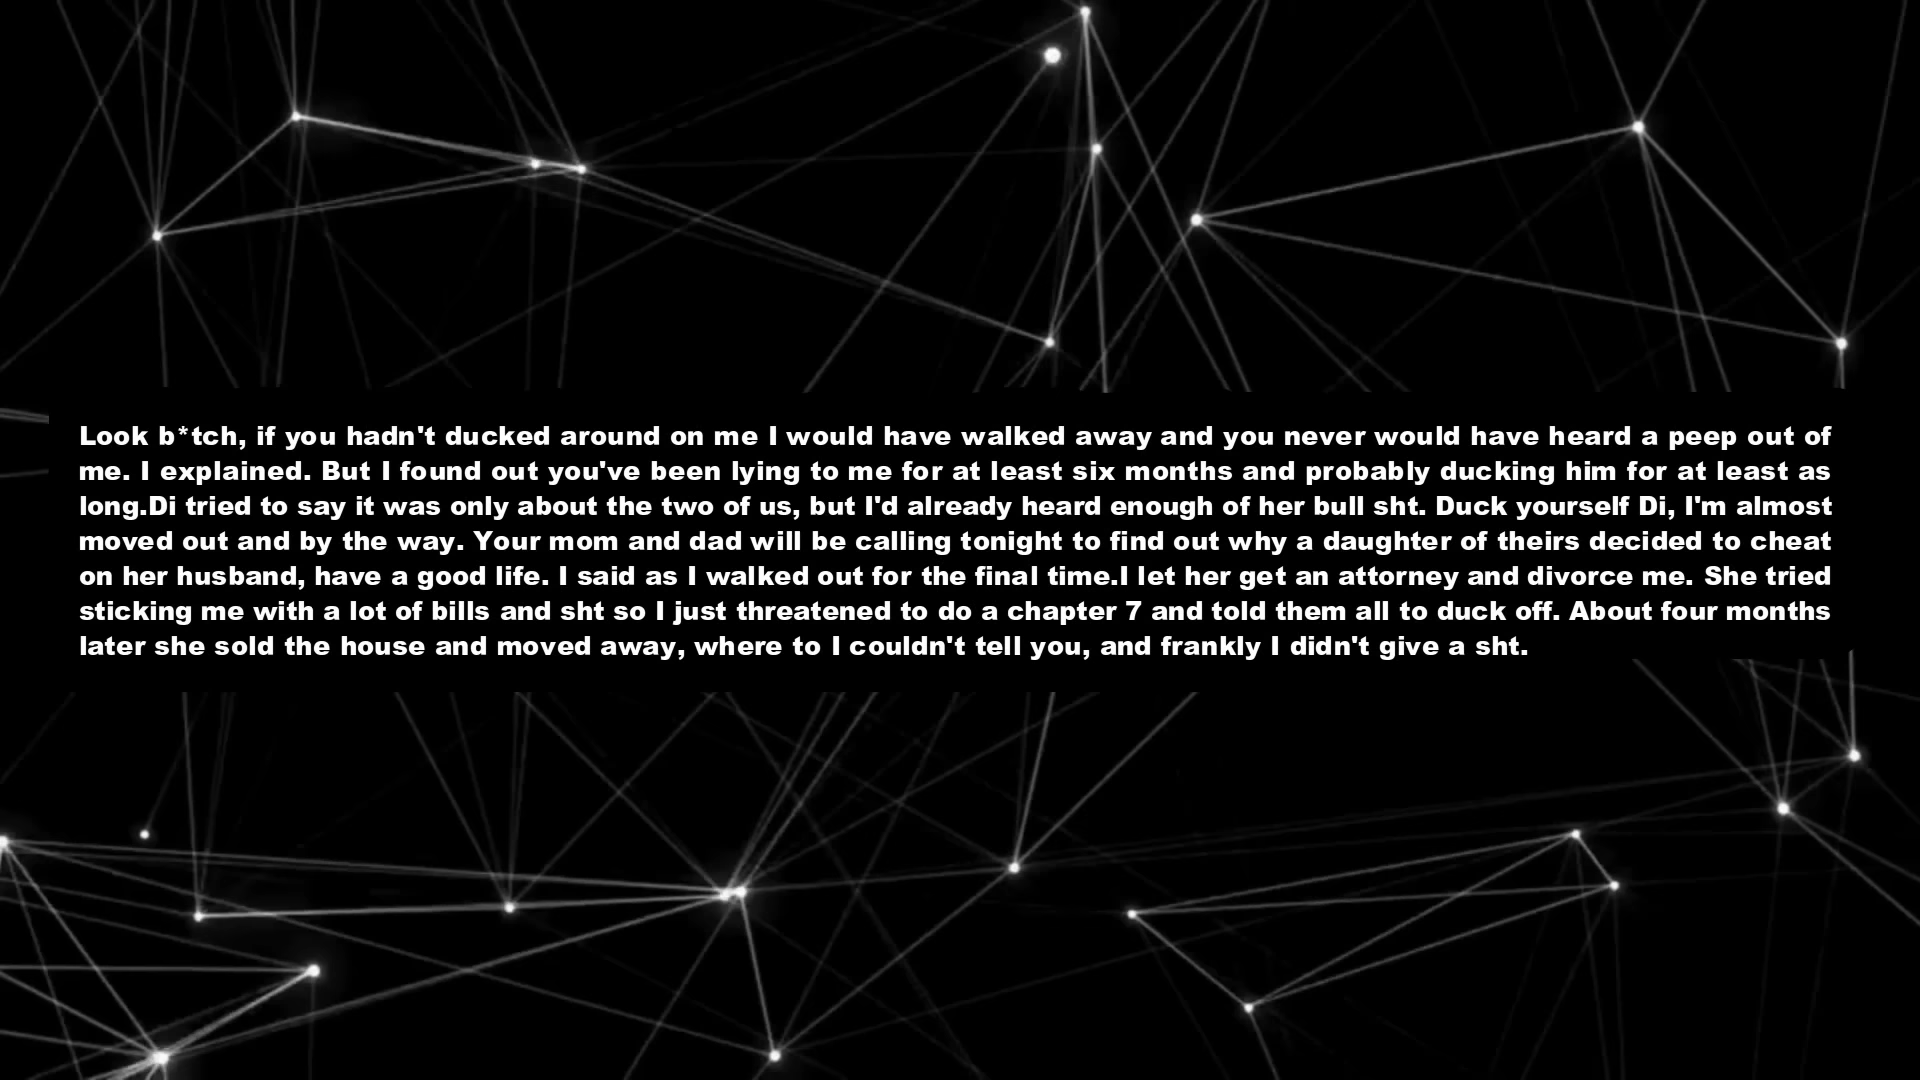 Look b*tch, if you hadn't ducked around on me I would have walked away and you never would have heard a peep out of
me. I explained. But I found out you've been lying to me for at least six months and probably ducking him for at least as
long.Di tried to say it was only about the two of us, but I'd already heard enough of her bull sht. Duck yourself Di, I'm almost
moved out and by the way. Your mom and dad will be calling tonight to find out why a daughter of theirs decided to cheat
on her husband, have a good life. I said as I walked out for the final time.I let her get an attorney and divorce me. She tried
sticking me with a lot of bills and sht so I just threatened to do a chapter 7 and told them all to duck off. About four months
later she sold the house and moved away, where to I couldn't tell you, and frankly I didn't give a sht.